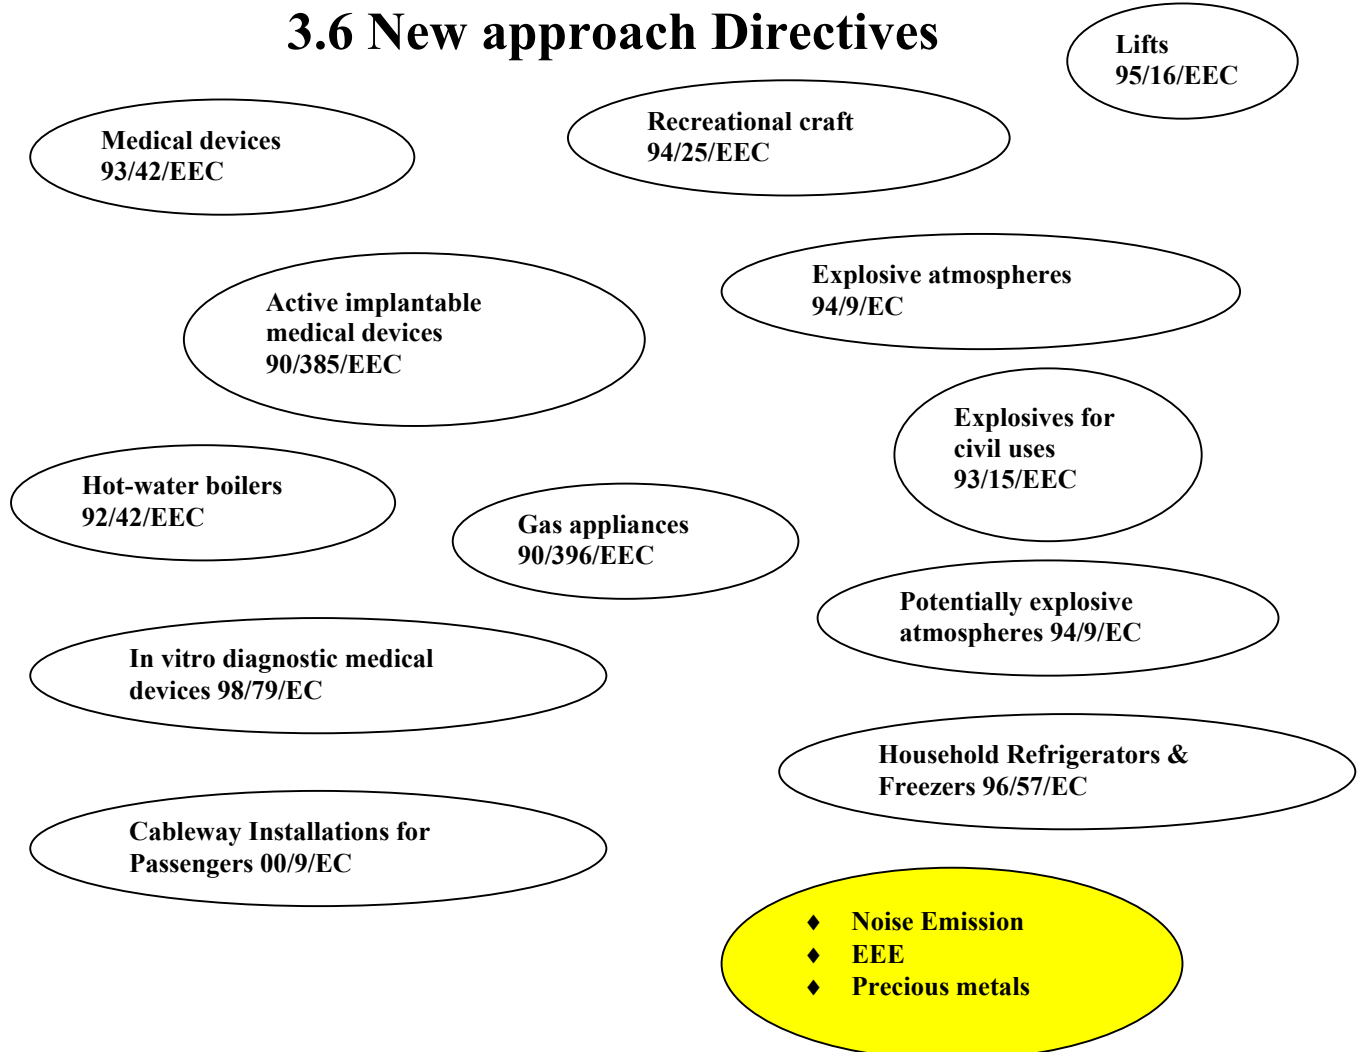 3.6 New approach Directives
Lifts
95/16/EEC
Medical devices
93/42/EEC
Recreational craft
94/25/EEC
Active implantable
medical devices
90/385/EEC
Explosive atmospheres
94/9/EC
Explosives for
civil uses
93/15/EEC
Hot-water boilers
92/42/EEC
Gas appliances
90/396/EEC
Potentially explosive
atmospheres 94/9/EC
In vitro diagnostic medical
devices 98/79/EC
Household Refrigerators &
Freezers 96/57/EC
Cableway Installations for
Passengers 00/9/EC
♦ Noise Emission
♦ EEE
♦ Precious metals